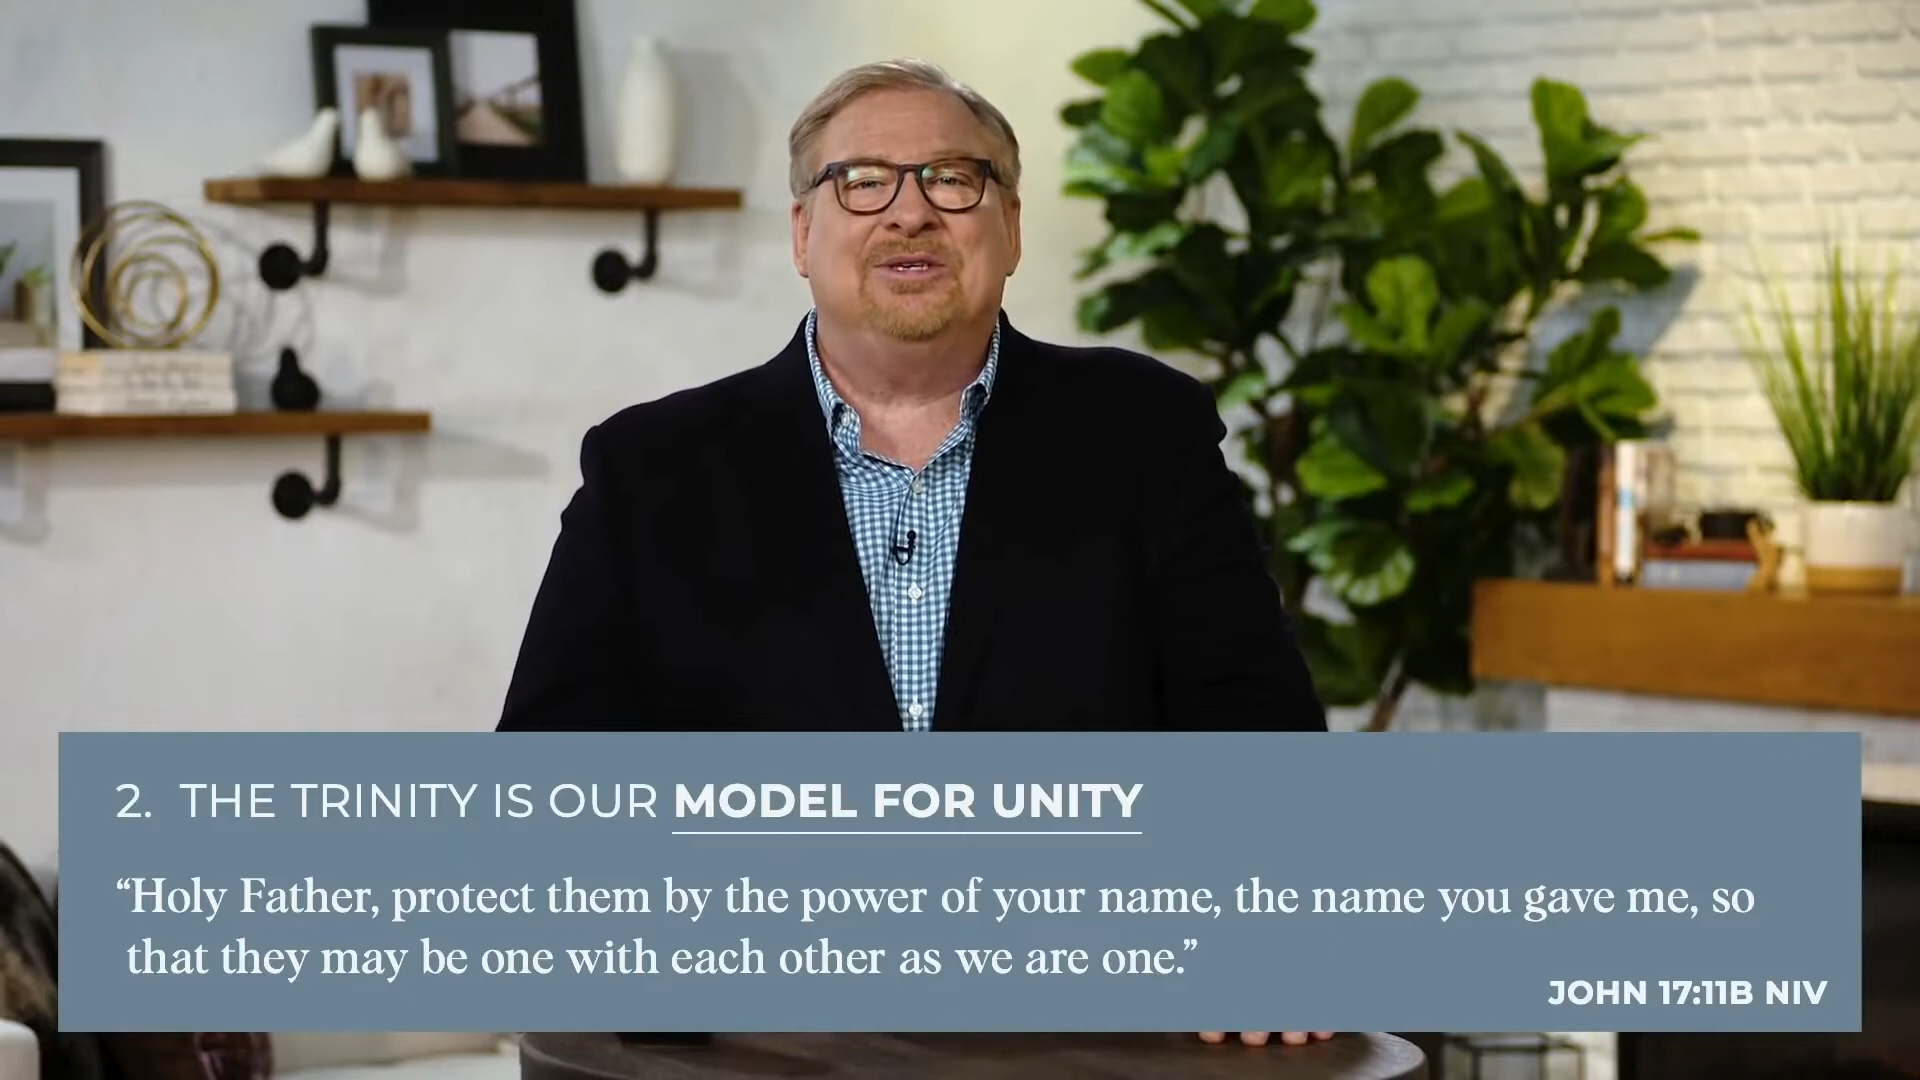 2. THE TRINITY IS OUR MODEL FOR UNITY
“Holy Father, protect them by the power of your name, the name you gave me, so
that they may be one with each other as we are one.”
JOHN 17:11B NIV